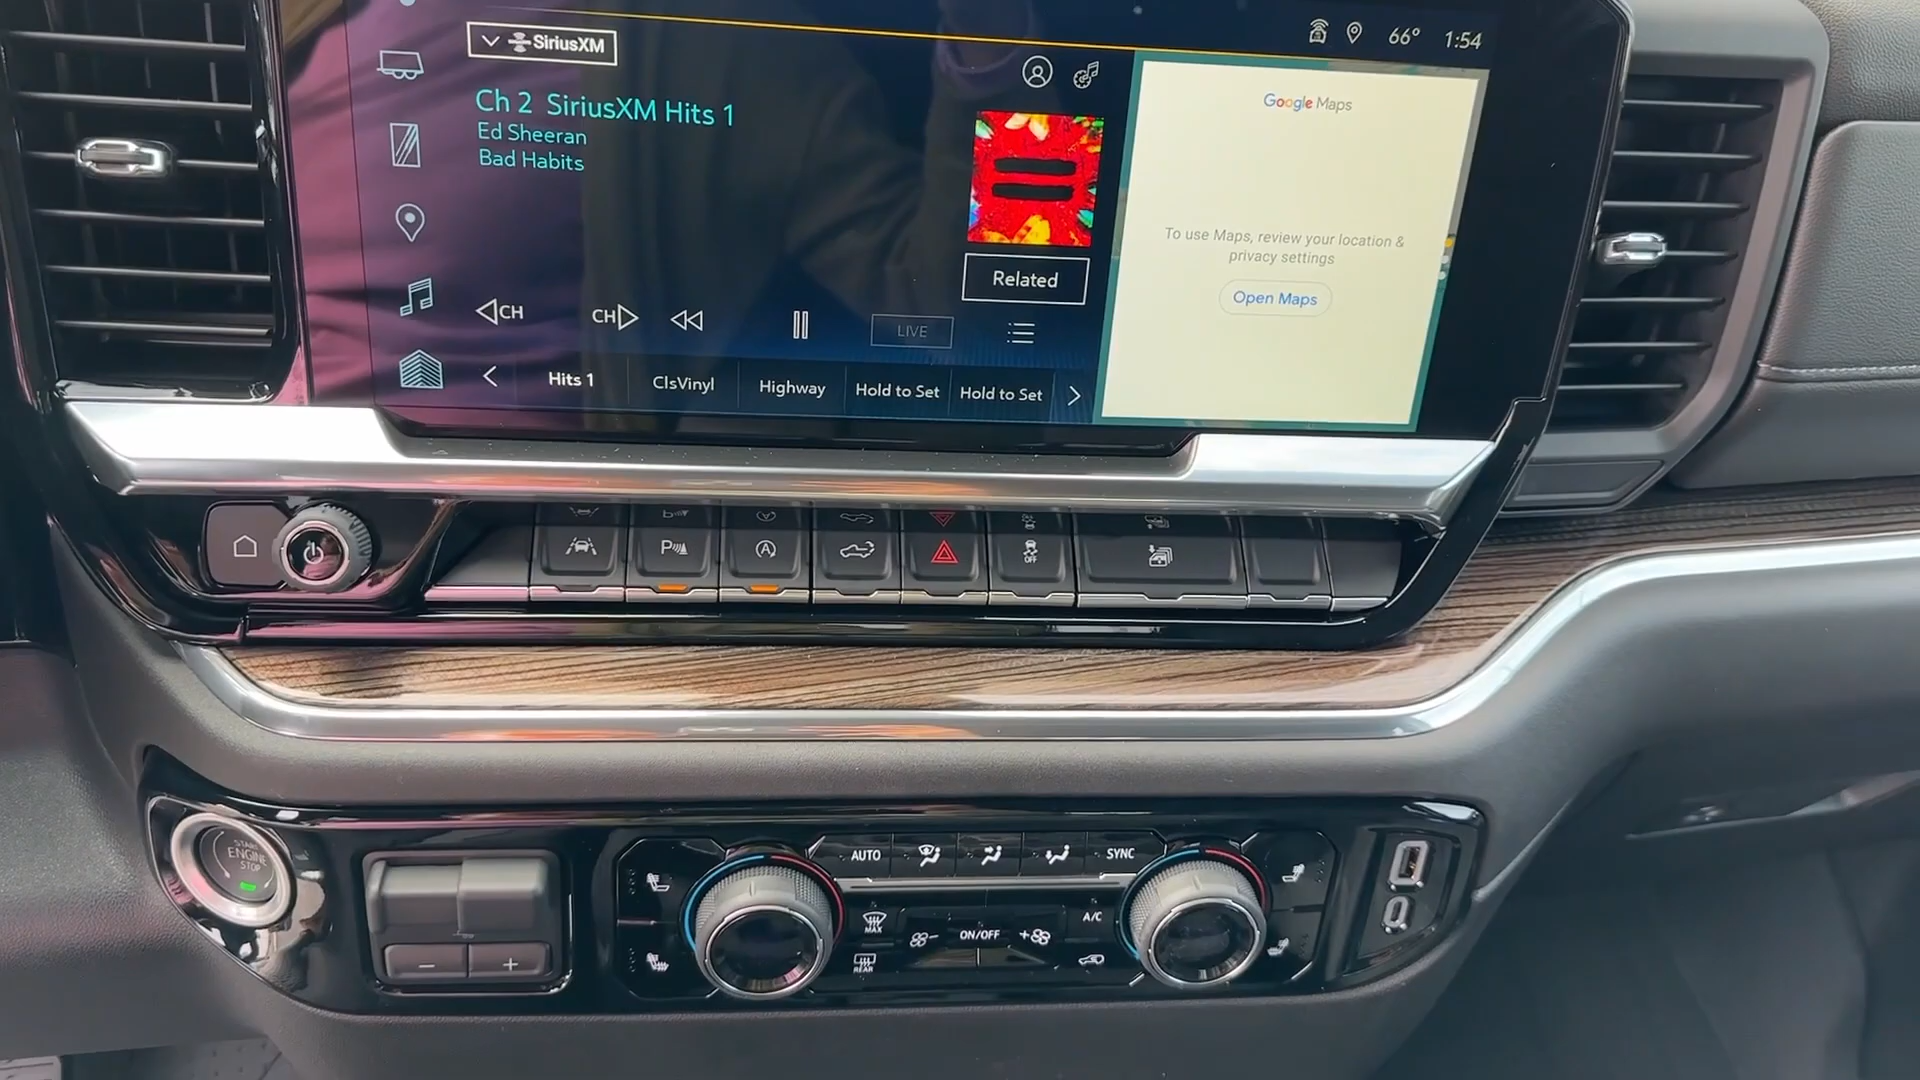 SiriusXM
66° 1:54
Ch 2 SiriusXM Hits 1
Ed Sheeran
Bad Habits
Google Maps
To use Maps, review your location &
privacy settings
Open Maps
Related
CH
CH
LIVE
Hits 1
ClsVinyl
Highway
Hold to Set
Hold to Set
P
A
OFF
START
ENGINE
STOP
AUTO
SYNC
MAX
A/C
ON/OFF
REAR
− +